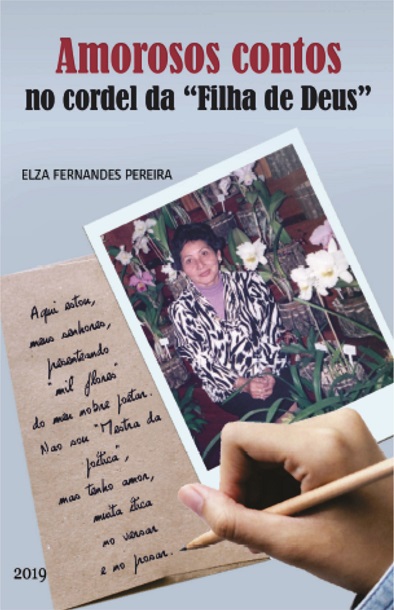 Amorosos contos
no cordel da “Filha de Deus”
ELZA FERNANDES PEREIRA
Aqui estou,
meus senhores,
presenteando
"mil flores"
do meu nobre poetar.
Nao sou "Mestra da
poética",
mas tenho amor,
muita ética
no versar
e no prosar.
2019